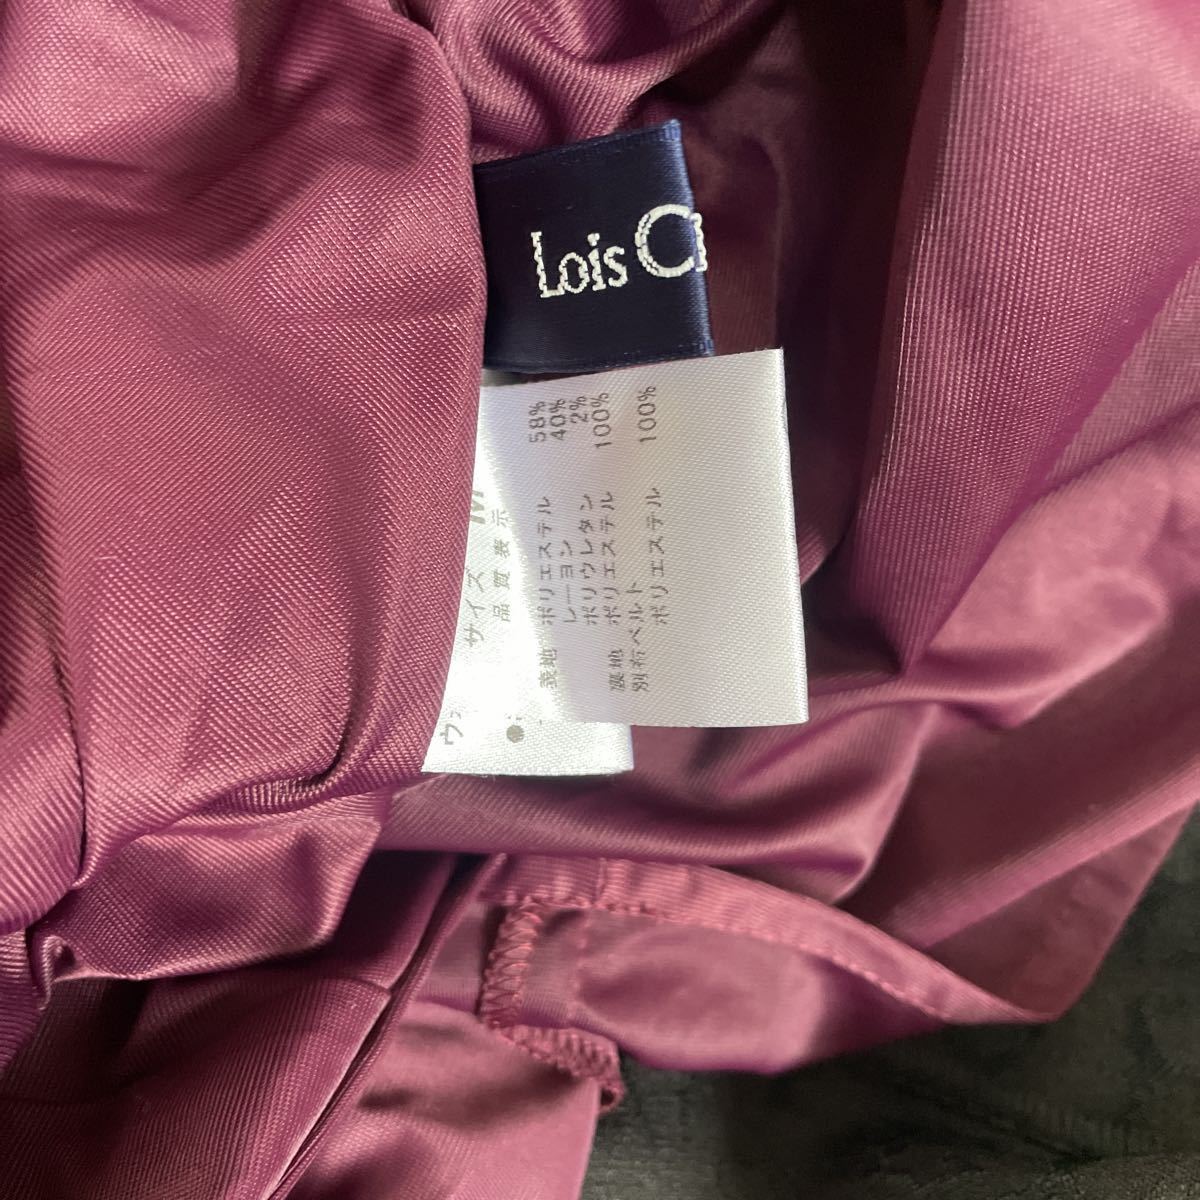 Lois C
サイズ M
品質表示
表地 ポリエステル 58%
レーヨン 40%
ポリウレタン 2%
裏地 ポリエステル 100%
別布ベルト
ポリエステル 100%